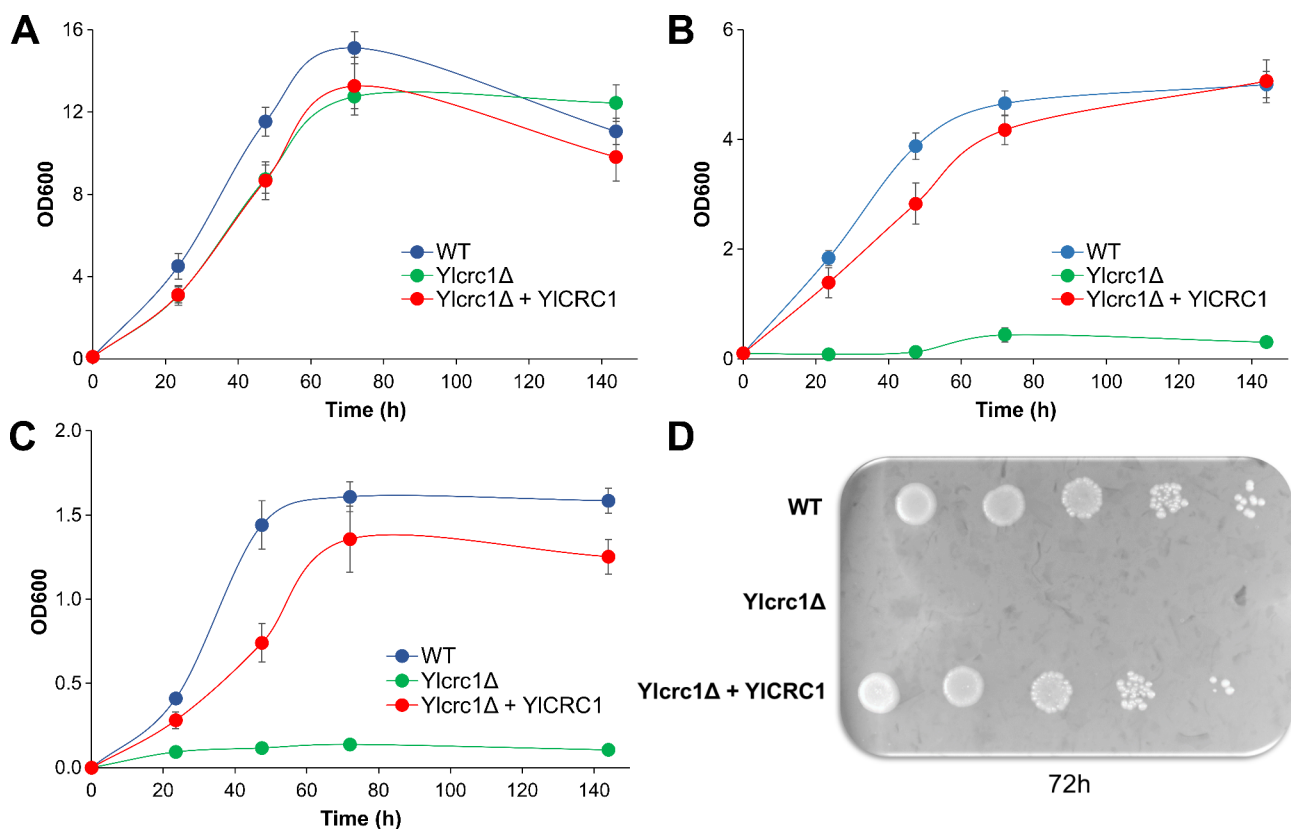 A
16
12
8
4
0
OD600
0 20 40 60 80 100 120 140
Time (h)
WT
Ylcrc1Δ
Ylcrc1Δ + YlCRC1
B
6
4
2
0
OD600
0 20 40 60 80 100 120 140
Time (h)
WT
Ylcrc1Δ
Ylcrc1Δ + YlCRC1
C
2.0
1.5
1.0
0.5
0.0
OD600
0 20 40 60 80 100 120 140
Time (h)
WT
Ylcrc1Δ
Ylcrc1Δ + YlCRC1
D
WT
Ylcrc1Δ
Ylcrc1Δ + YlCRC1
72h